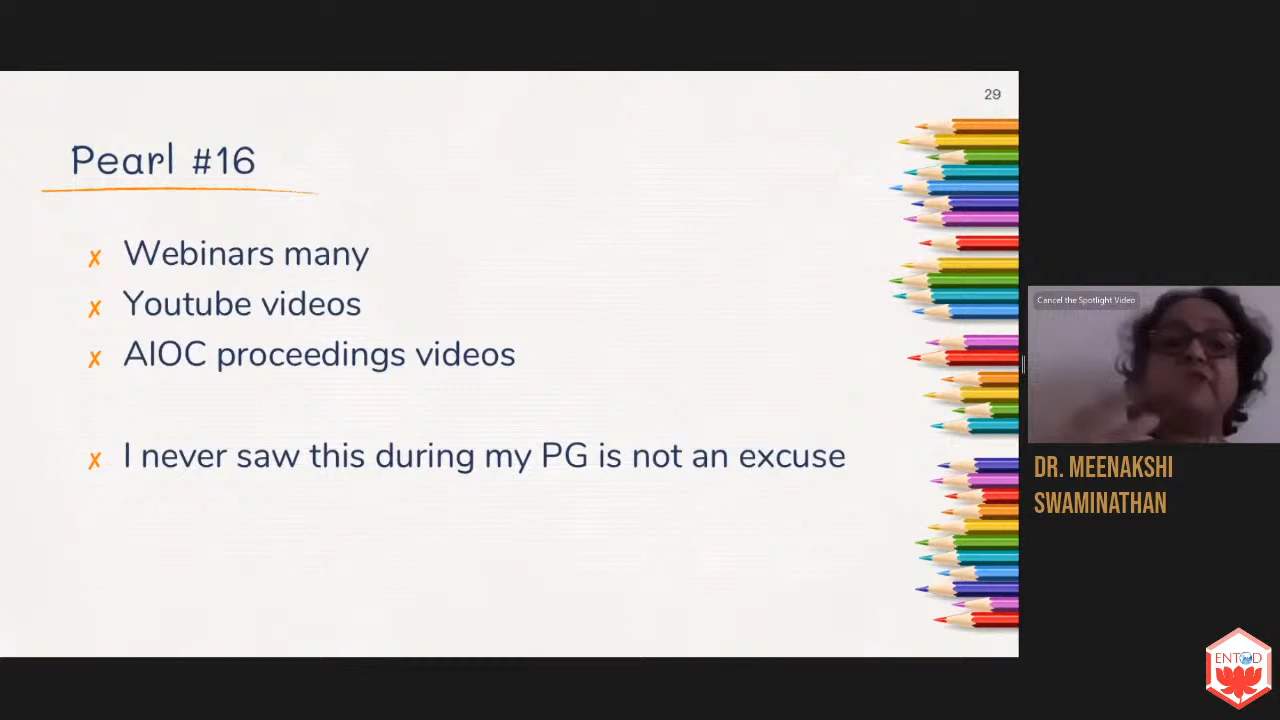 29
Pearl #16
✗ Webinars many
✗ Youtube videos
✗ AIOC proceedings videos
✗ I never saw this during my PG is not an excuse
Cancel the Spotlight Video
DR. MEENAKSHI
SWAMINATHAN
ENTOD